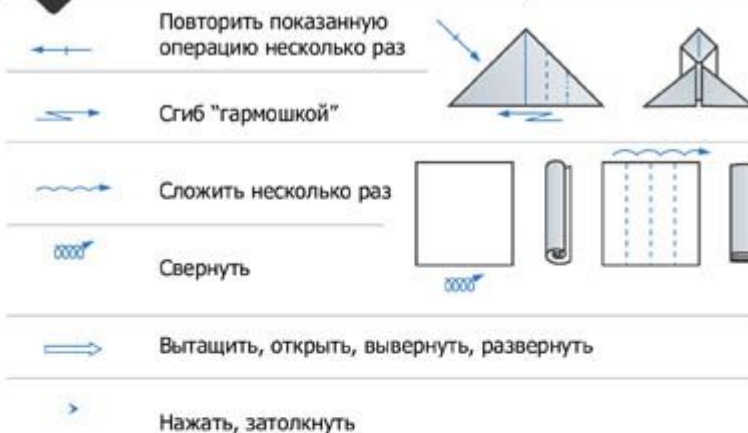 Повторить показанную
операцию несколько раз
Сгиб "гармошкой"
Сложить несколько раз
Свернуть
Вытащить, открыть, вывернуть, развернуть
Нажать, затолкнуть